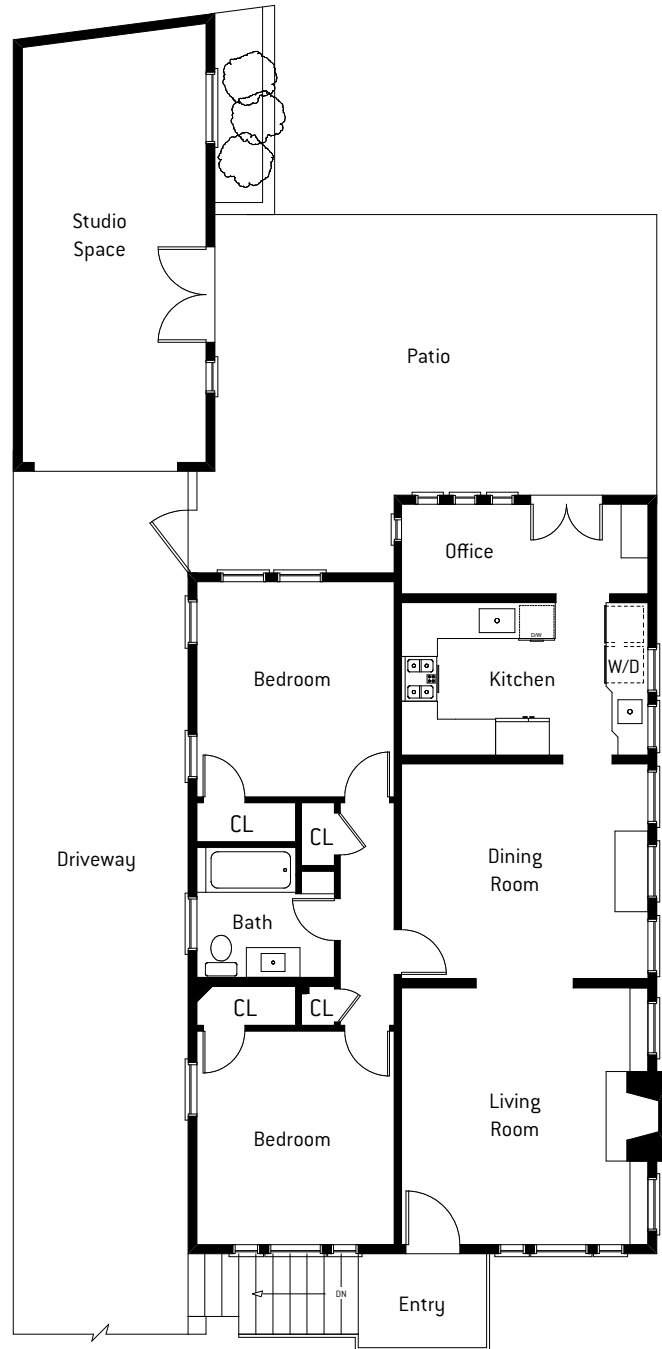 Studio
Space
Patio
Office
D/W
Bedroom
Kitchen
W/D
CL
CL
Driveway
Dining
Room
Bath
CL
CL
Living
Room
Bedroom
DN
Entry